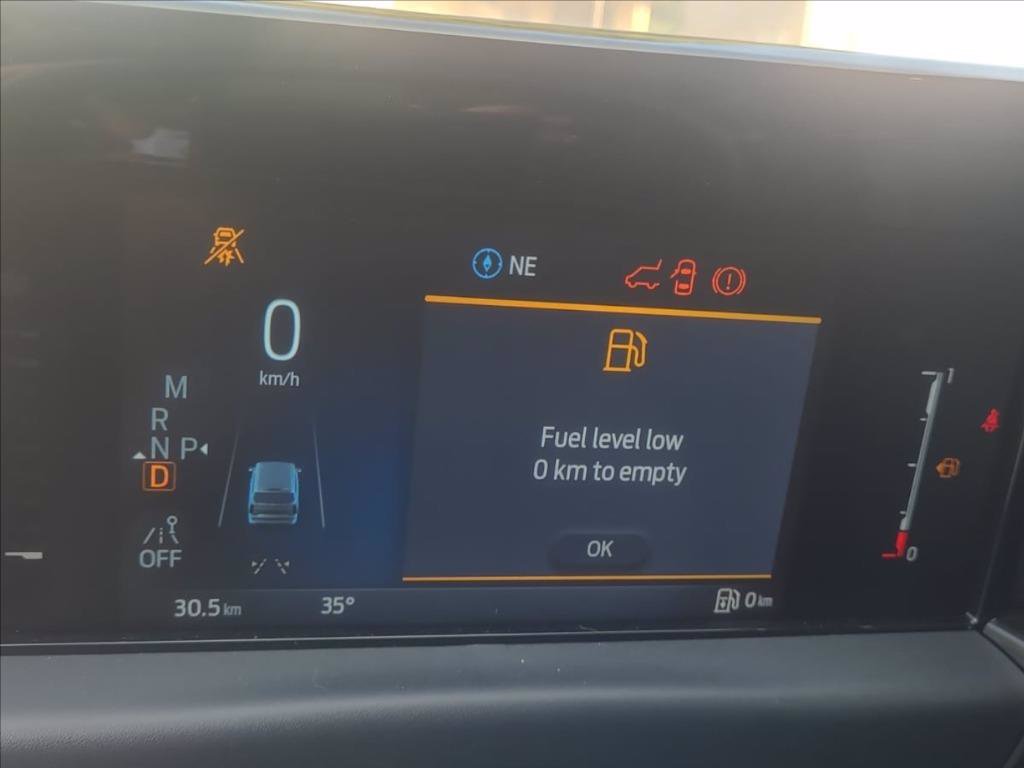 NE
0
km/h
M
R
N P
D
OFF
Fuel level low
0 km to empty
OK
1
0
30.5 km
35°
0 km